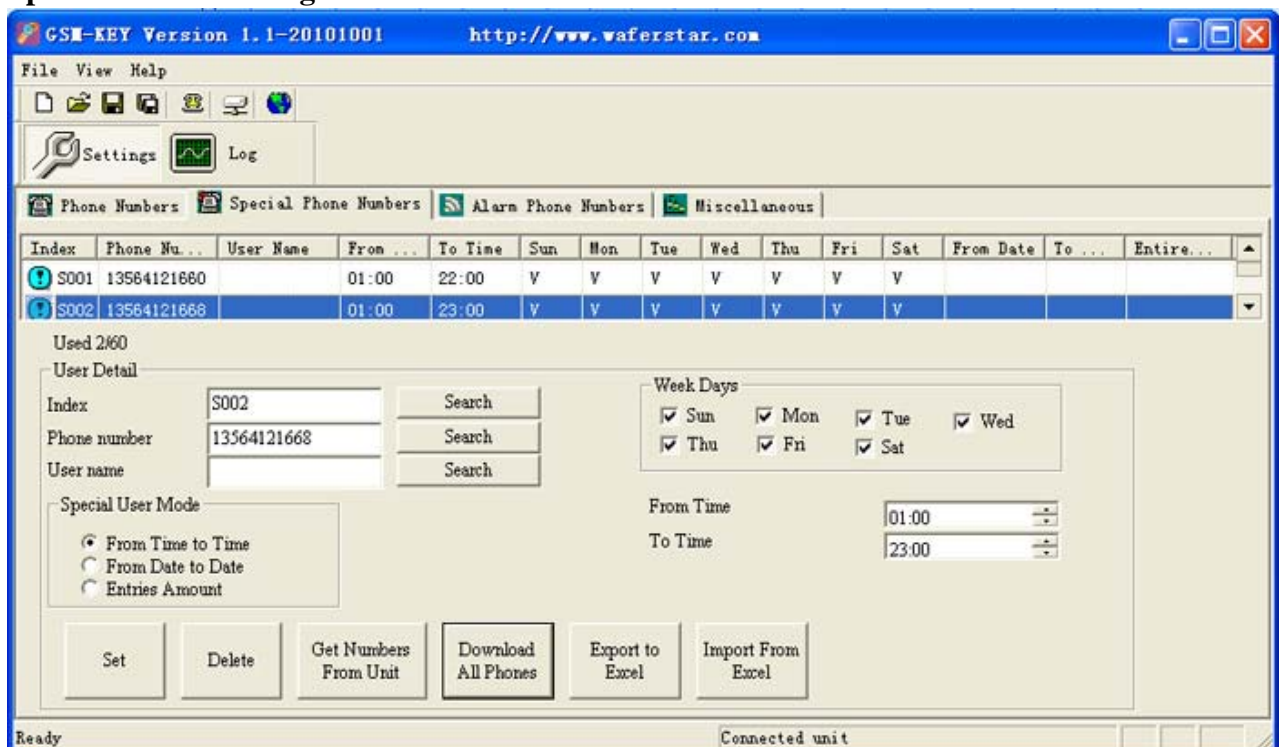 GSM-KEY Version 1.1-20101001 http://www.waferstar.com
File View Help
Settings Log
Phone Numbers Special Phone Numbers Alarm Phone Numbers Miscellaneous
Index Phone Nu... User Name From ... To Time Sun Mon Tue Wed Thu Fri Sat From Date To ... Entire...
S001 13564121660 01:00 22:00 V V V V V V V
S002 13564121668 01:00 23:00 V V V V V V V
Used 2/60
User Detail
Index S002 Search
Phone number 13564121668 Search
User name Search
Week Days
Sun Mon Tue Wed
Thu Fri Sat
Special User Mode
From Time to Time
From Date to Date
Entries Amount
From Time 01:00
To Time 23:00
Set Delete Get Numbers From Unit Download All Phones Export to Excel Import From Excel
Ready Connected unit